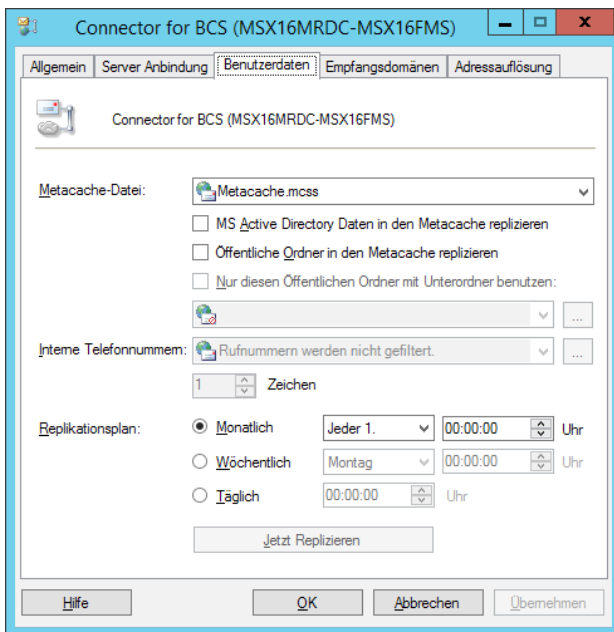 Connector for BCS (MSX16MRDC-MSX16FMS)
Allgemein Server Anbindung Benutzerdaten Empfangsdomänen Adressauflösung
Connector for BCS (MSX16MRDC-MSX16FMS)
Metacache-Datei: Metacache.mcss
MS Active Directory Daten in den Metacache replizieren
Öffentliche Ordner in den Metacache replizieren
Nur diesen Öffentlichen Ordner mit Unterordner benutzen:
...
Interne Telefonnummern: Rufnummern werden nicht gefiltert. ...
1 Zeichen
Replikationsplan: Monatlich Jeder 1. 00:00:00 Uhr
Wöchentlich Montag 00:00:00 Uhr
Täglich 00:00:00 Uhr
Jetzt Replizieren
Hilfe OK Abbrechen Übernehmen